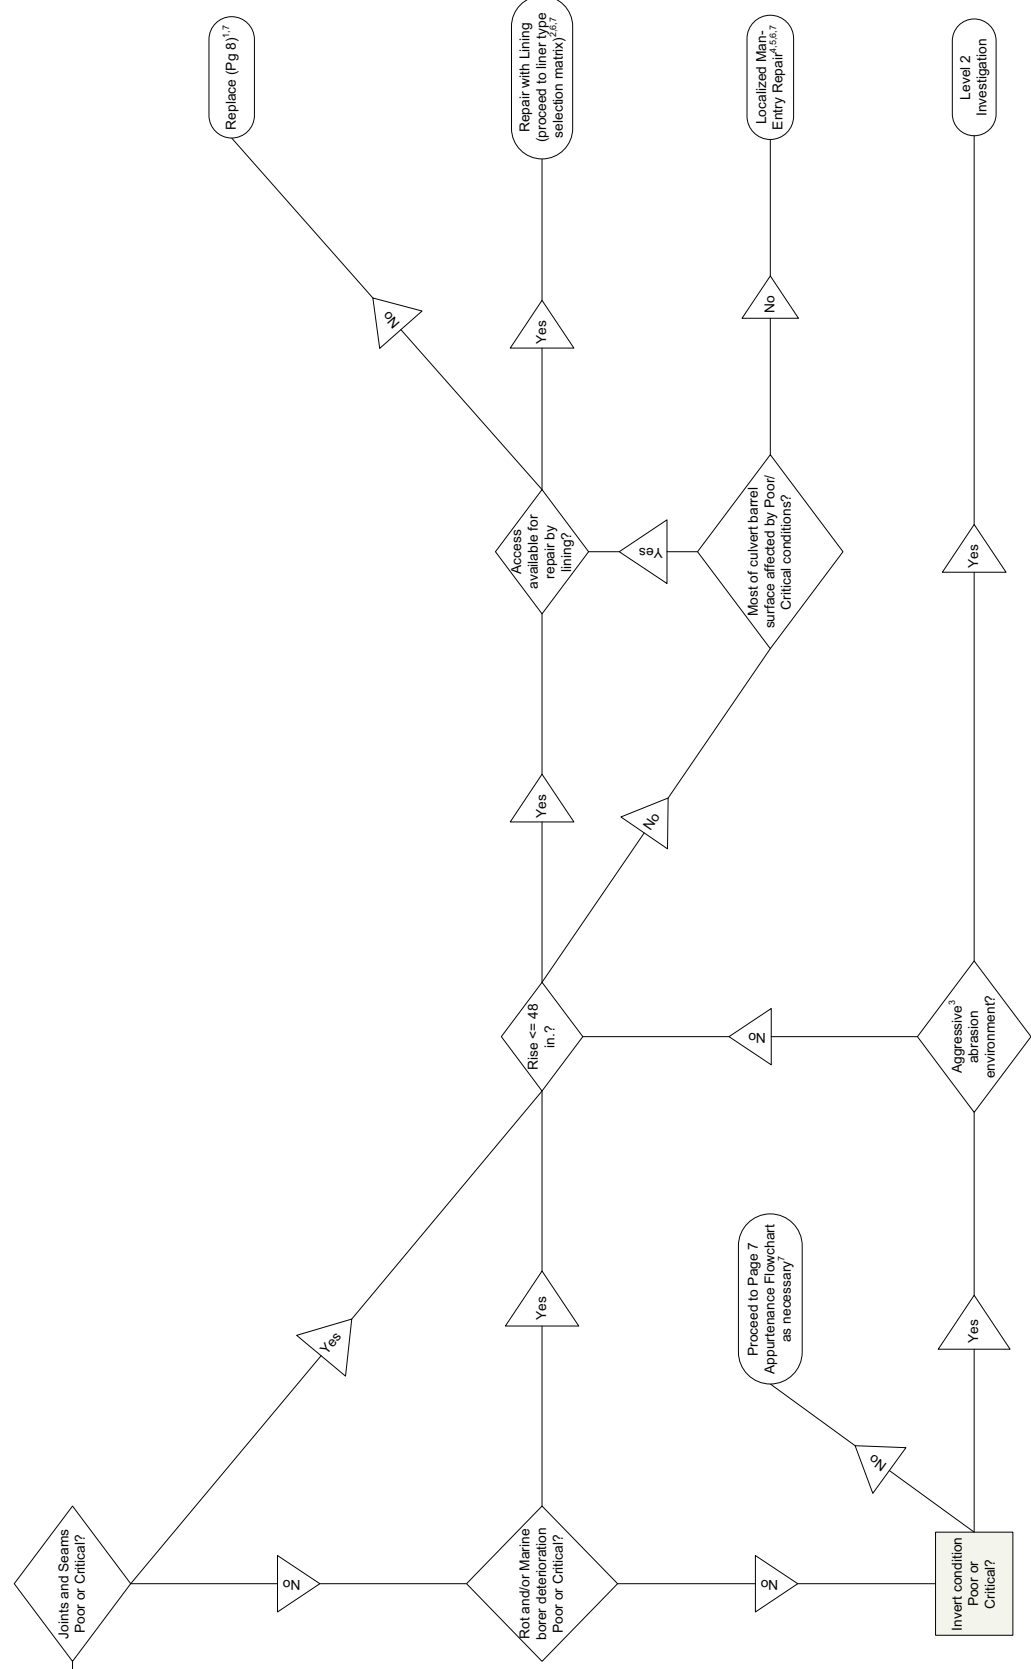 Replace (Pg 8)1,7
Repair with Lining
(proceed to liner type
selection matrix)2,6,7
Localized Man-
Entry Repair4,5,6,7
Level 2
Investigation
No
Yes
No
Access
available for
repair by
lining?
Yes
Most of culvert barrel
surface affected by Poor/
Critical conditions?
Yes
Yes
No
Rise <= 48
in.?
No
Aggressive3
abrasion
environment?
Yes
Yes
Proceed to Page 7
Appurtenance Flowchart
as necessary7
Yes
No
Joints and Seams
Poor or Critical?
No
Rot and/or Marine
borer deterioration
Poor or Critical?
No
Invert condition
Poor or
Critical?